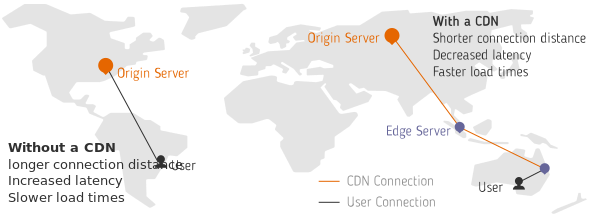 With a CDN
Shorter connection distance
Decreased latency
Faster load times
Origin Server
Origin Server
Edge Server
Without a CDN
longer connection distance
Increased latency
Slower load times
User
User
CDN Connection
User Connection